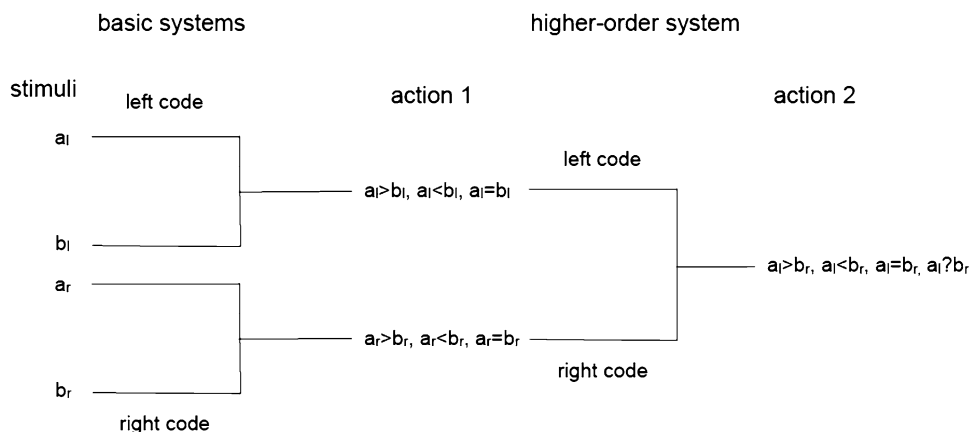 basic systems
higher-order system
stimuli
left code
action 1
action 2
aₗ
left code
aₗ>bₗ, aₗ<bₗ, aₗ=bₗ
bₗ
aₗ>bᵣ, aₗ<bᵣ, aₗ=bᵣ, aₗ?bᵣ
aᵣ
aᵣ>bᵣ, aᵣ<bᵣ, aᵣ=bᵣ
right code
bᵣ
right code